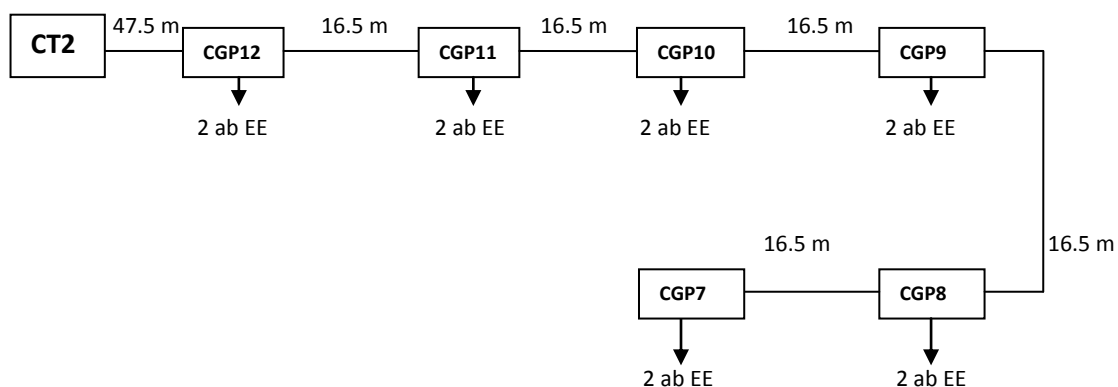 47.5 m
16.5 m
16.5 m
16.5 m
CT2
CGP12
CGP11
CGP10
CGP9
2 ab EE
2 ab EE
2 ab EE
2 ab EE
16.5 m
16.5 m
CGP7
CGP8
2 ab EE
2 ab EE